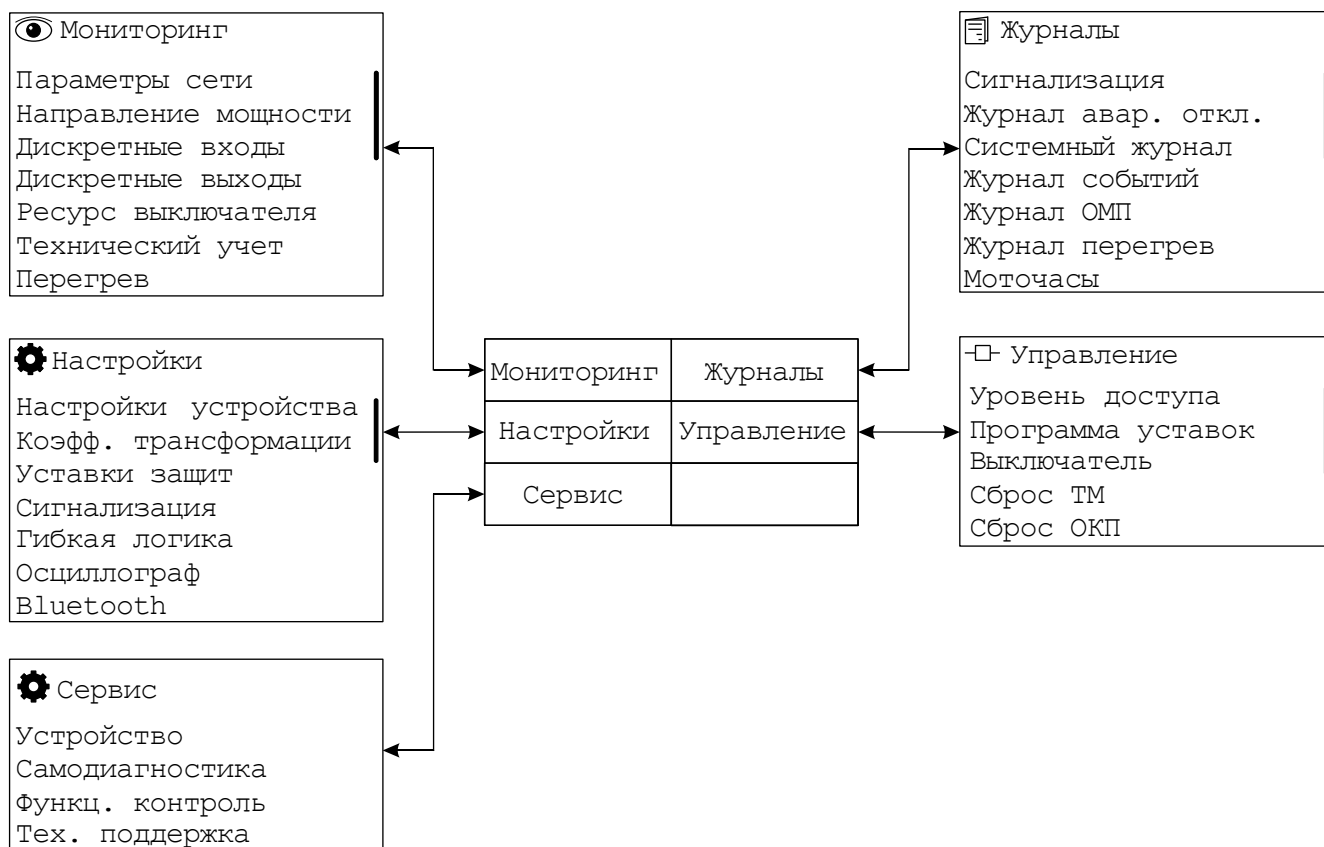 Мониторинг
Параметры сети
Направление мощности
Дискретные входы
Дискретные выходы
Ресурс выключателя
Технический учет
Перегрев
Журналы
Сигнализация
Журнал авар. откл.
Системный журнал
Журнал событий
Журнал ОМП
Журнал перегрев
Моточасы
Настройки
Настройки устройства
Коэфф. трансформации
Уставки защит
Сигнализация
Гибкая логика
Осциллограф
Bluetooth
Мониторинг Журналы
Настройки Управление
Сервис
Управление
Уровень доступа
Программа уставок
Выключатель
Сброс ТМ
Сброс ОКП
Сервис
Устройство
Самодиагностика
Функц. контроль
Тех. поддержка